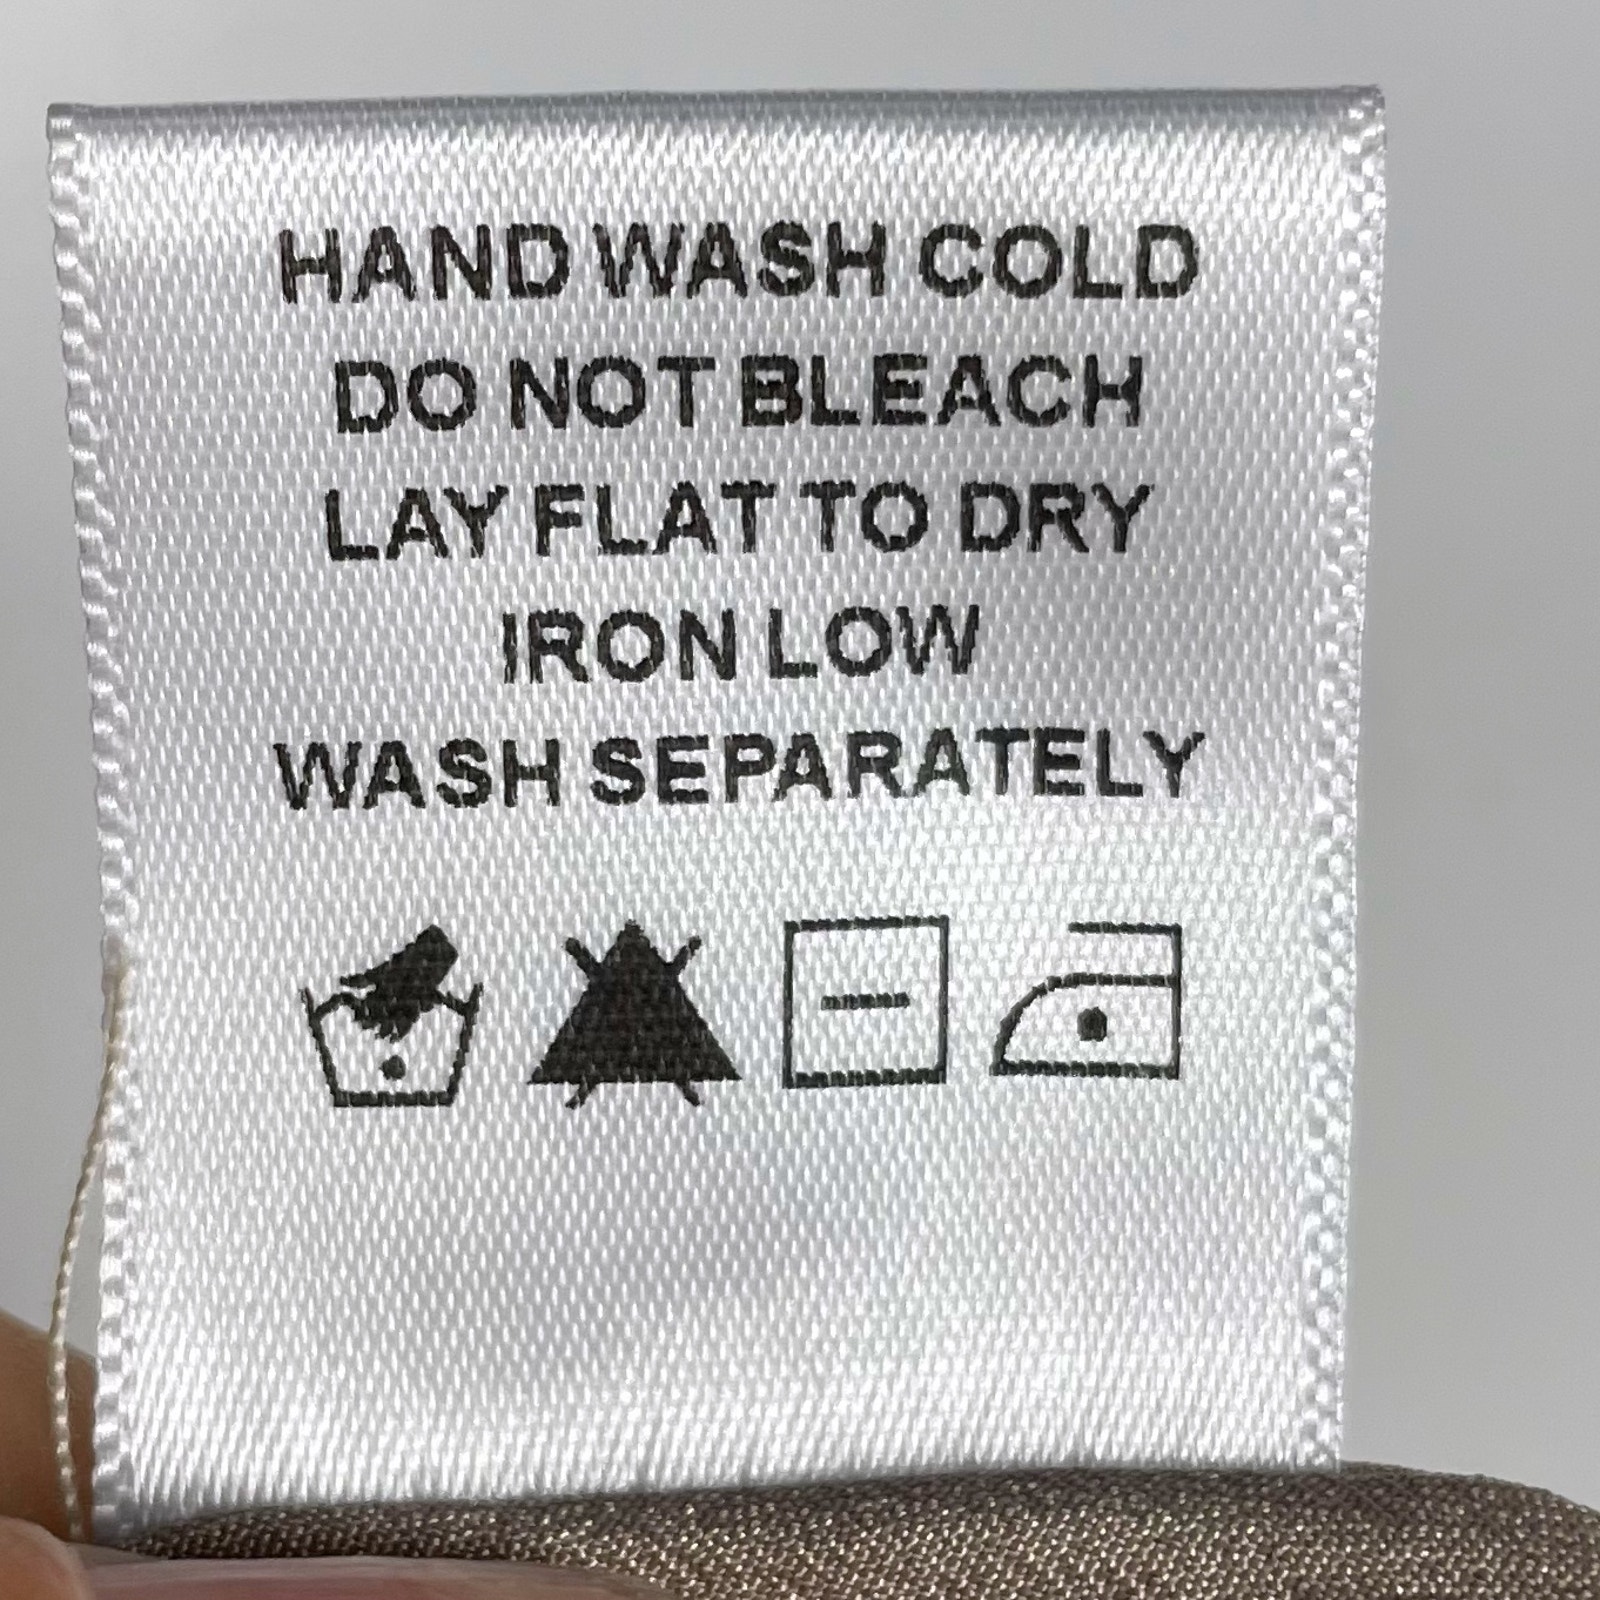 HAND WASH COLD
DO NOT BLEACH
LAY FLAT TO DRY
IRON LOW
WASH SEPARATELY